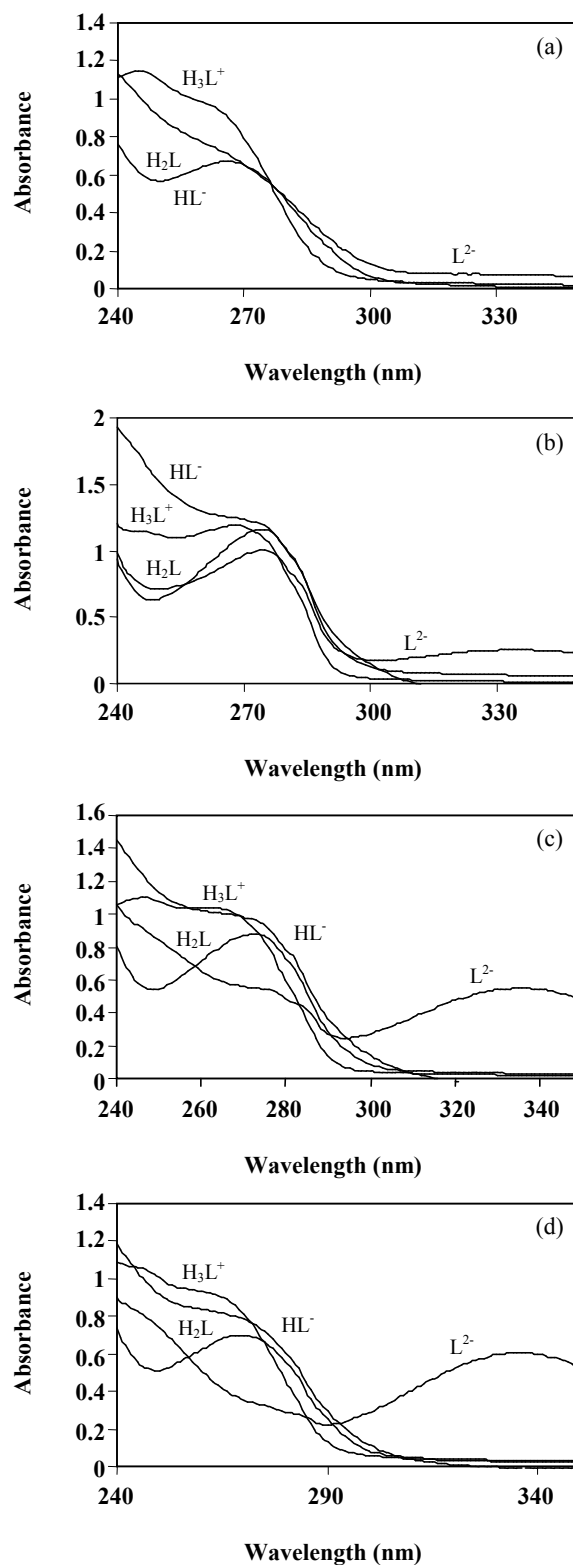 1.4
(a)
1.2
H₃L⁺
1
0.8
H₂L
0.6
HL⁻
0.4
0.2
L²⁻
0
240 270 300 330
Absorbance
Wavelength (nm)
2
(b)
HL⁻
1.5
H₃L⁺
1
H₂L
0.5
L²⁻
0
240 270 300 330
Absorbance
Wavelength (nm)
1.6
(c)
1.4
1.2
H₃L⁺
1
HL⁻
H₂L
0.8
L²⁻
0.6
0.4
0.2
0
240 260 280 300 320 340
Absorbance
Wavelength (nm)
1.4
(d)
1.2
H₃L⁺
1
0.8
H₂L
HL⁻
L²⁻
0.6
0.4
0.2
0
240 290 340
Absorbance
Wavelength (nm)